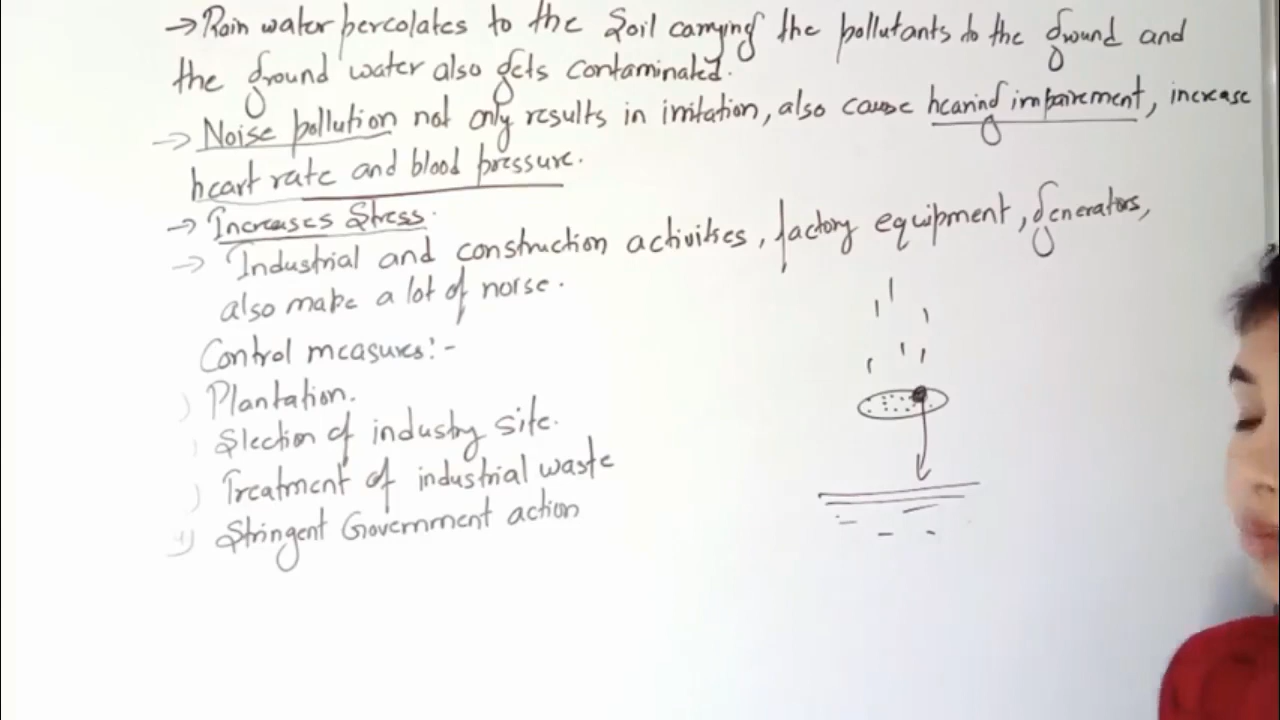 → Rain water percolates to the Soil carrying the pollutants to the ground and
the ground water also gets contaminated.
→ Noise pollution not only results in irritation, also cause hearing impairement, increase
heart rate and blood pressure.
→ Increases Stress.
→ Industrial and construction activities, factory equipment, generators,
also make a lot of noise.
Control measures:-
) Plantation.
) Slection of industry site.
) Treatment of industrial waste
) Stringent Government action